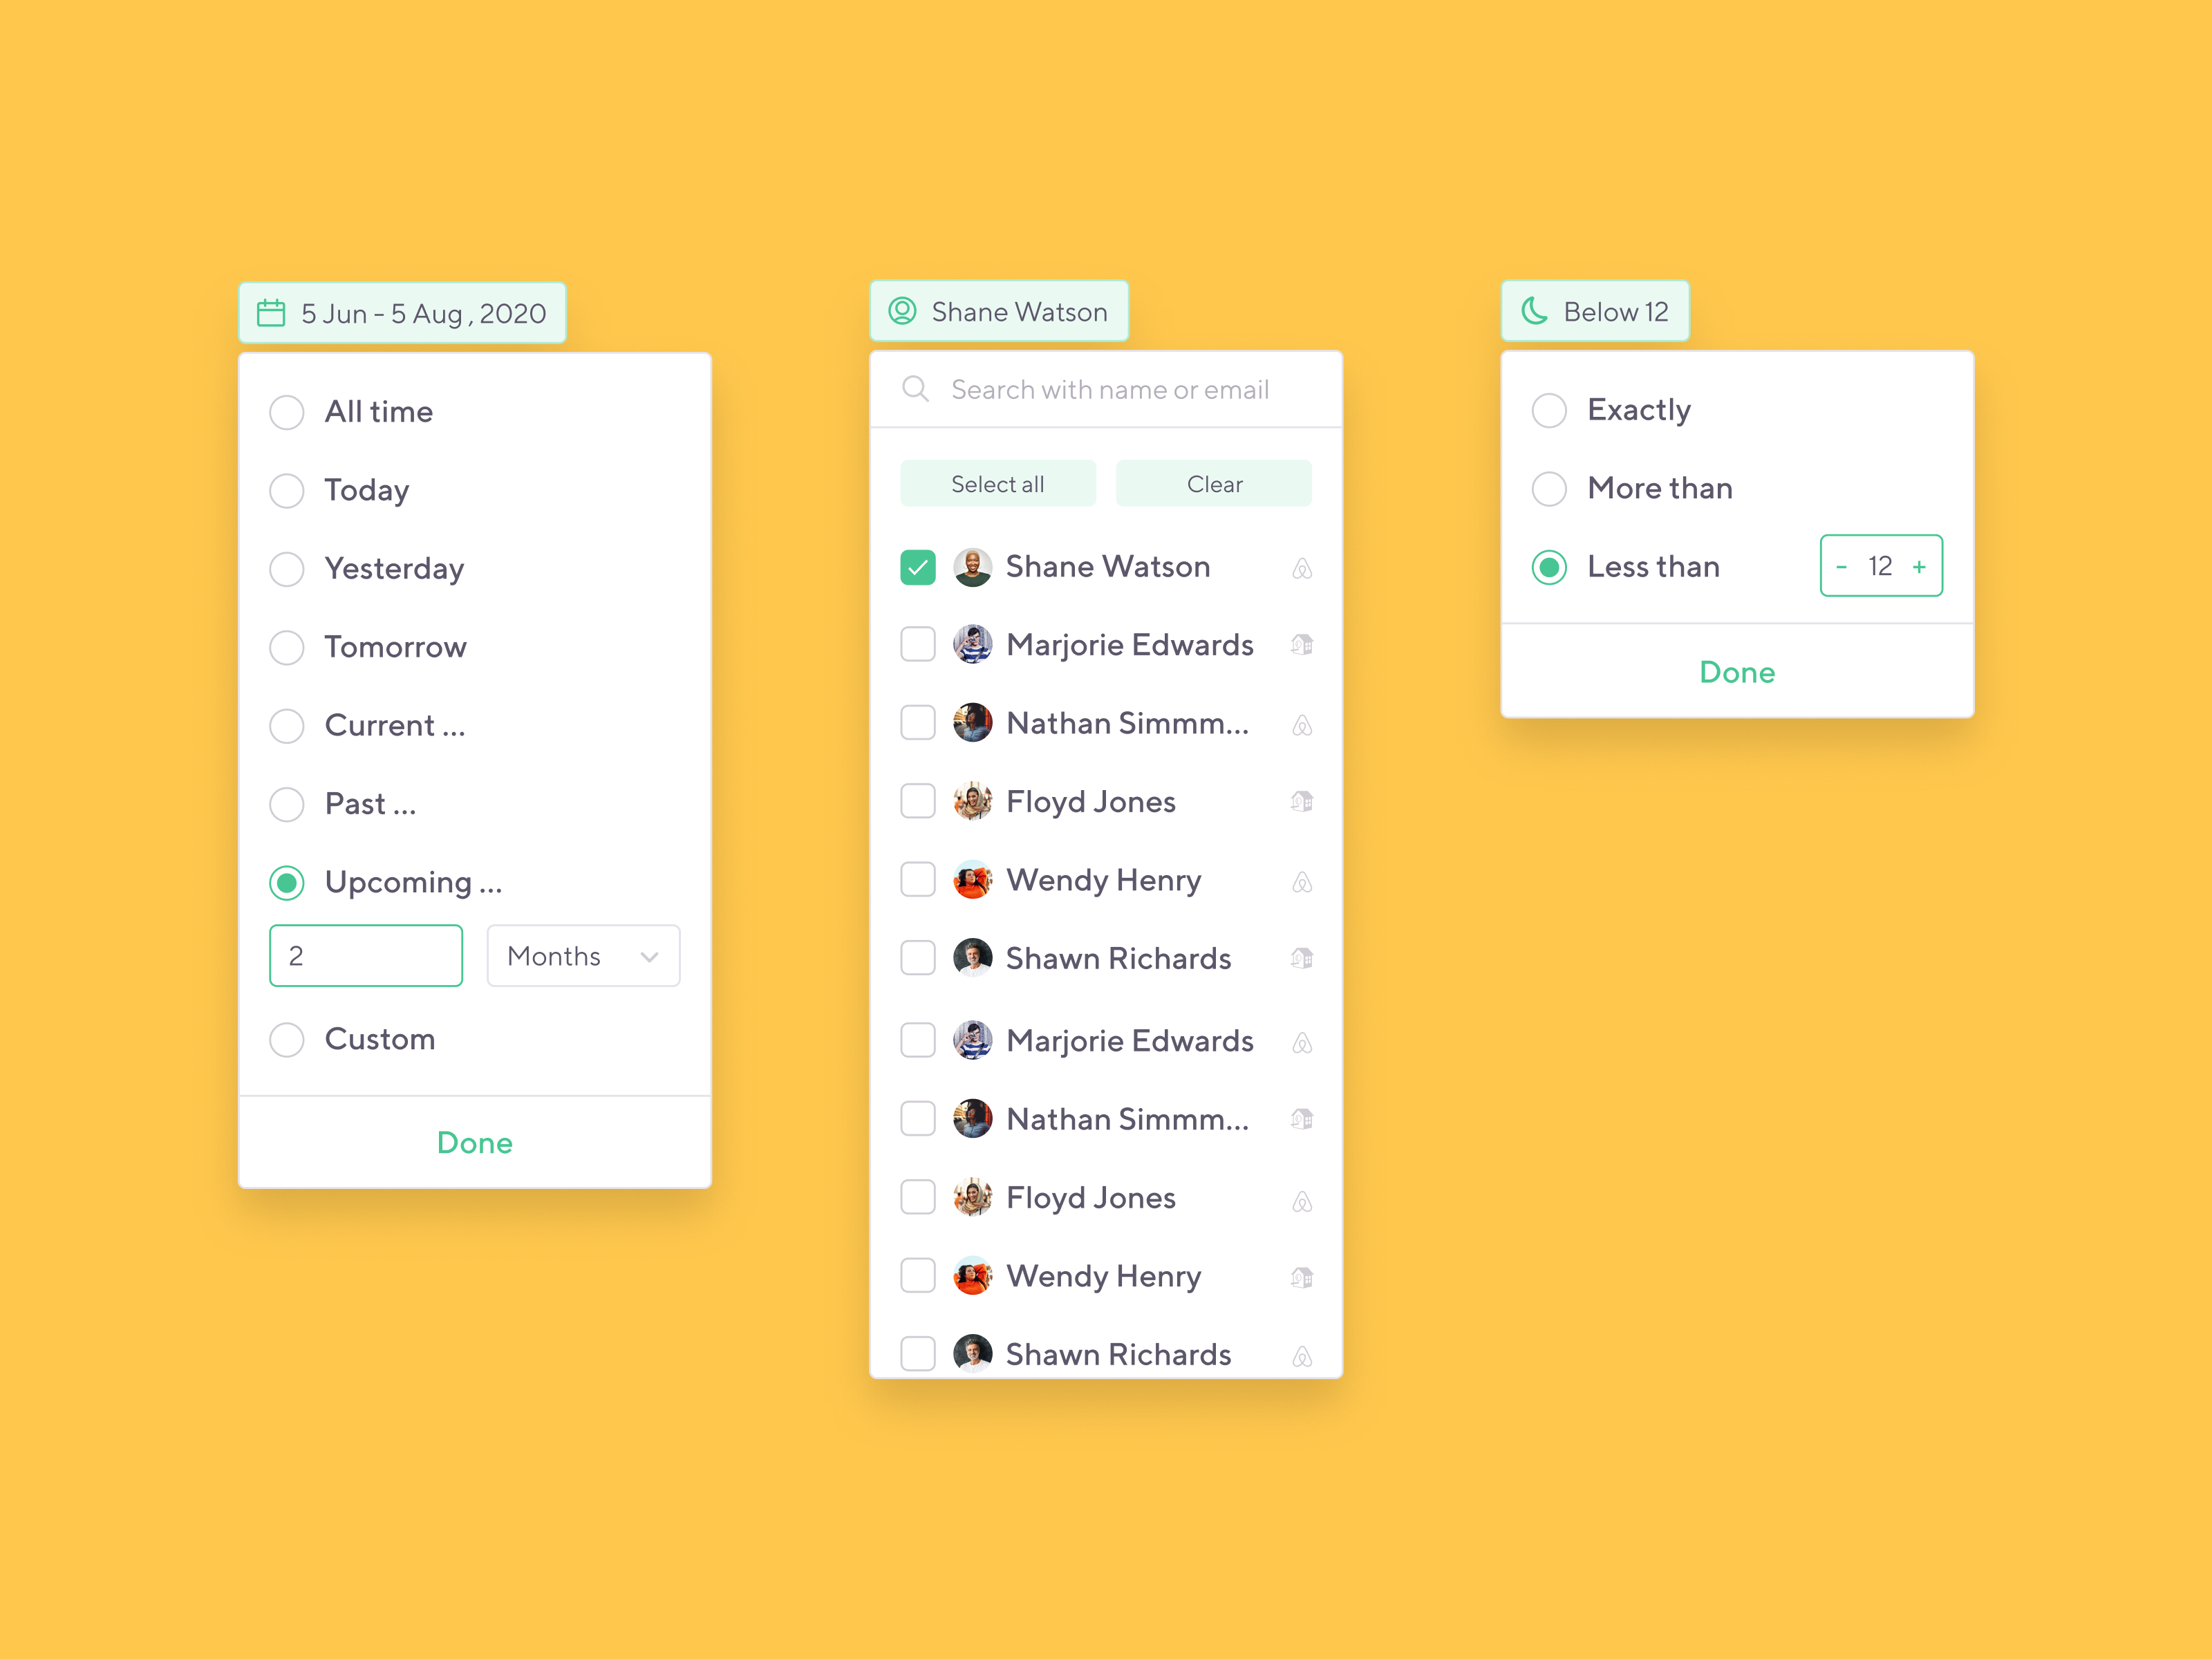 5 Jun - 5 Aug , 2020
All time
Today
Yesterday
Tomorrow
Current ...
Past ...
Upcoming ...
2
Months
Custom
Done
Shane Watson
Search with name or email
Select all
Clear
Shane Watson
Marjorie Edwards
Nathan Simmm...
Floyd Jones
Wendy Henry
Shawn Richards
Marjorie Edwards
Nathan Simmm...
Floyd Jones
Wendy Henry
Shawn Richards
Below 12
Exactly
More than
Less than
- 12 +
Done